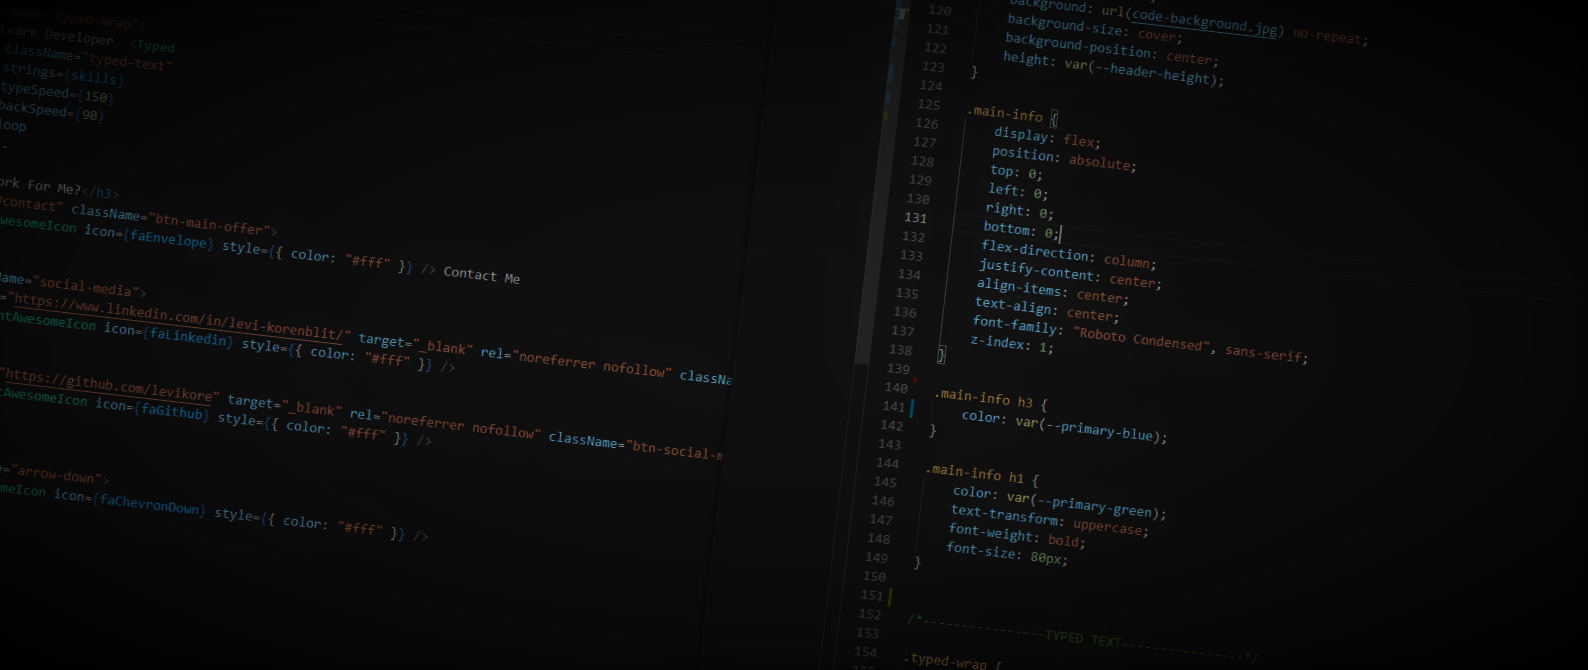 name="typed-wrap">
tware Developer <Typed
className="typed-text"
strings={skills}
typeSpeed={150}
backSpeed={90}
loop
ork For Me?</h3>
#contact" className="btn-main-offer">
wesomeIcon icon={faEnvelope} style={{ color: "#fff" }} /> Contact Me
Name="social-media">
="https://www.linkedin.com/in/levi-korenblit/" target="_blank" rel="noreferrer nofollow" classNa
ntAwesomeIcon icon={faLinkedin} style={{ color: "#fff" }} />
"https://github.com/levikore" target="_blank" rel="noreferrer nofollow" className="btn-social-m
tAwesomeIcon icon={faGithub} style={{ color: "#fff" }} />
e="arrow-down">
meIcon icon={faChevronDown} style={{ color: "#fff" }} />
120 background: url(code-background.jpg) no-repeat;
121 background-size: cover;
122 background-position: center;
123 height: var(--header-height);
124 }
125
126 .main-info {
127 display: flex;
128 position: absolute;
129 top: 0;
130 left: 0;
131 right: 0;
132 bottom: 0;
133 flex-direction: column;
134 justify-content: center;
135 align-items: center;
136 text-align: center;
137 font-family: "Roboto Condensed", sans-serif;
138 z-index: 1;
139 }
140
141 .main-info h3 {
142 color: var(--primary-blue);
143 }
144
145 .main-info h1 {
146 color: var(--primary-green);
147 text-transform: uppercase;
148 font-weight: bold;
149 font-size: 80px;
150 }
151
152
153 /*----------------TYPED TEXT----------------*/
154
155 .typed-wrap {